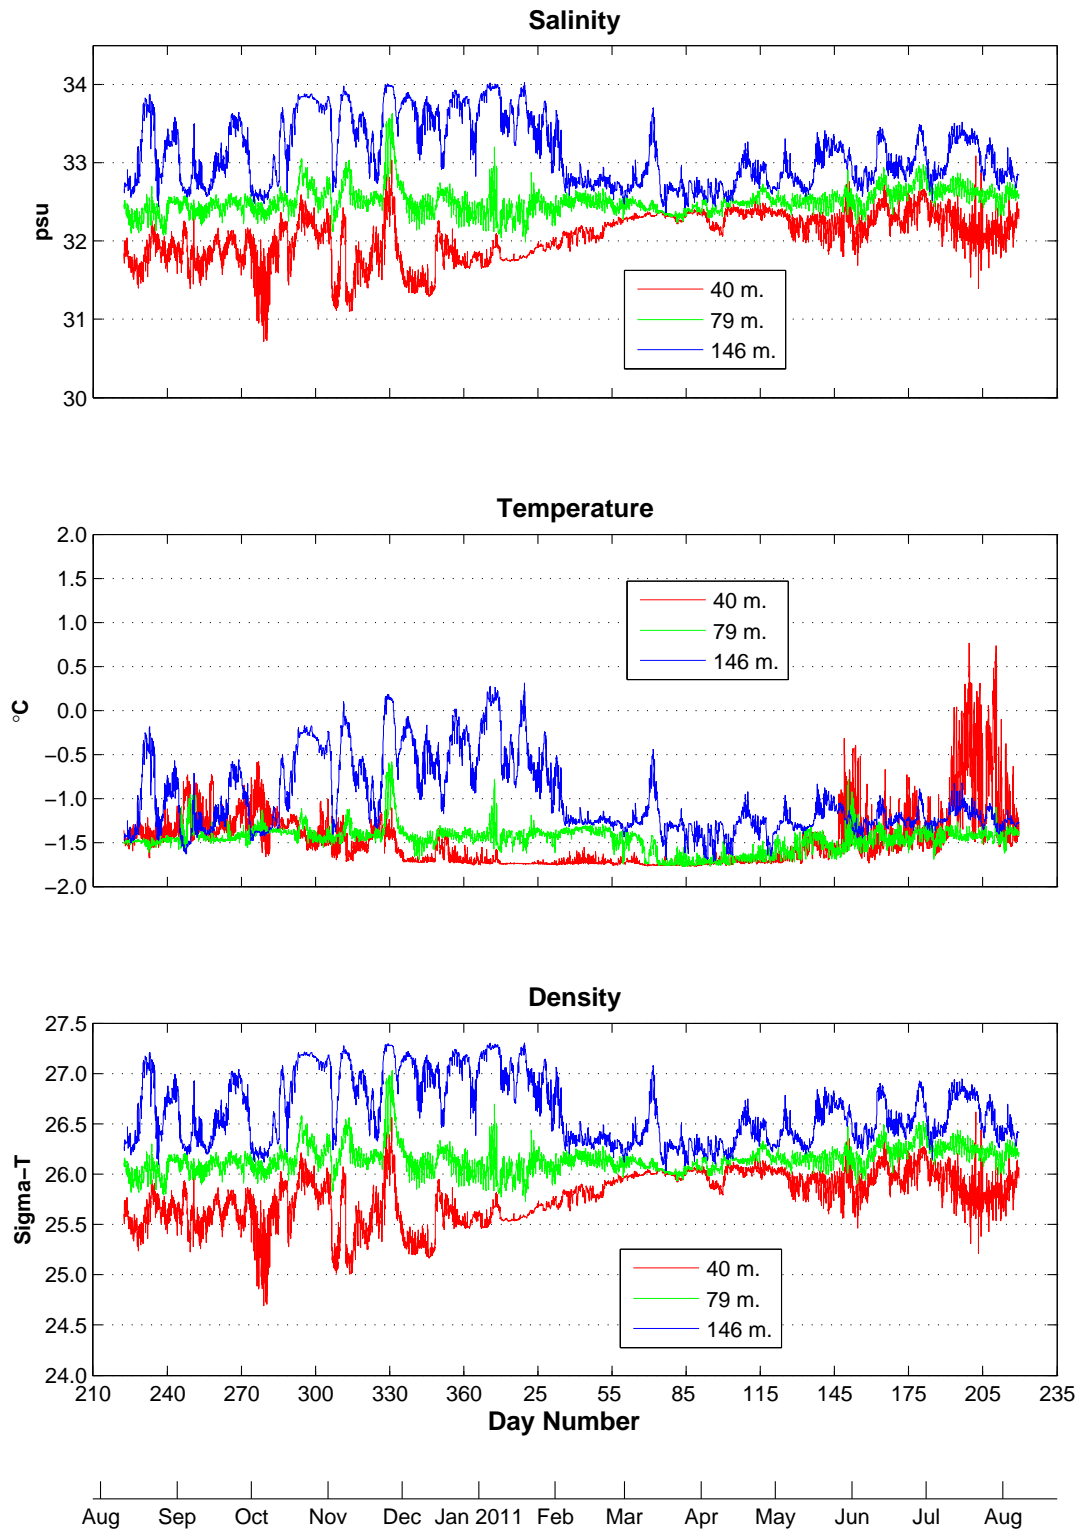 Salinity
34
33
32
31
30
psu
40 m.
79 m.
146 m.
Temperature
2.0
1.5
1.0
0.5
0.0
−0.5
−1.0
−1.5
−2.0
°C
40 m.
79 m.
146 m.
Density
27.5
27.0
26.5
26.0
25.5
25.0
24.5
24.0
Sigma−T
40 m.
79 m.
146 m.
210 240 270 300 330 360 25 55 85 115 145 175 205 235
Day Number
Aug Sep Oct Nov Dec Jan 2011 Feb Mar Apr May Jun Jul Aug